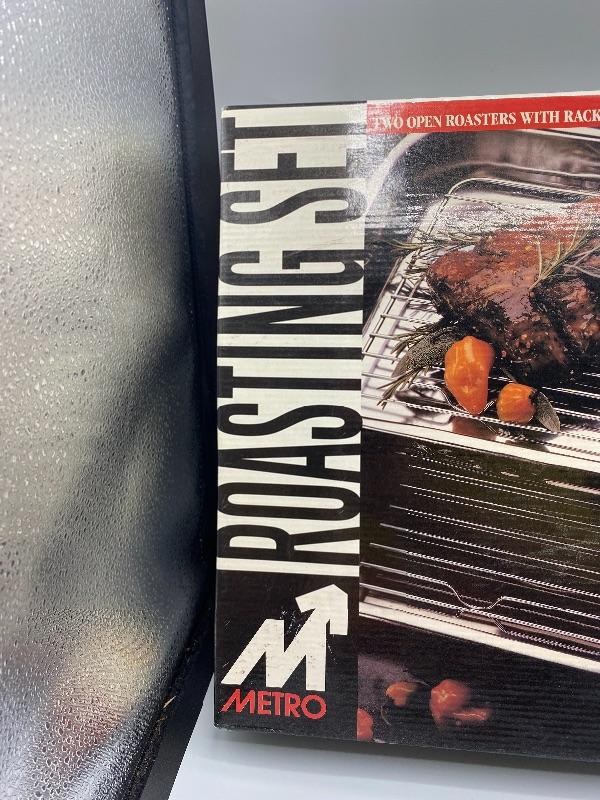 TWO OPEN ROASTERS WITH RACK
ROASTING SET
M
METRO